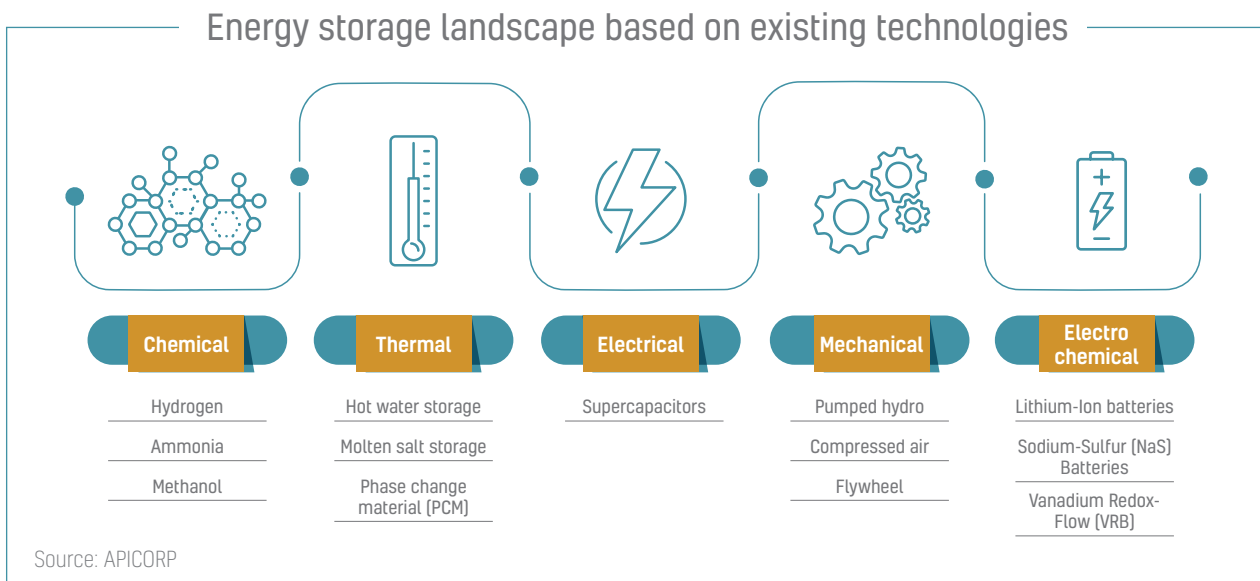 Energy storage landscape based on existing technologies
Chemical
Hydrogen
Ammonia
Methanol
Thermal
Hot water storage
Molten salt storage
Phase change
material (PCM)
Electrical
Supercapacitors
Mechanical
Pumped hydro
Compressed air
Flywheel
Electro
chemical
Lithium-Ion batteries
Sodium-Sulfur (NaS)
Batteries
Vanadium Redox-
Flow (VRB)
Source: APICORP